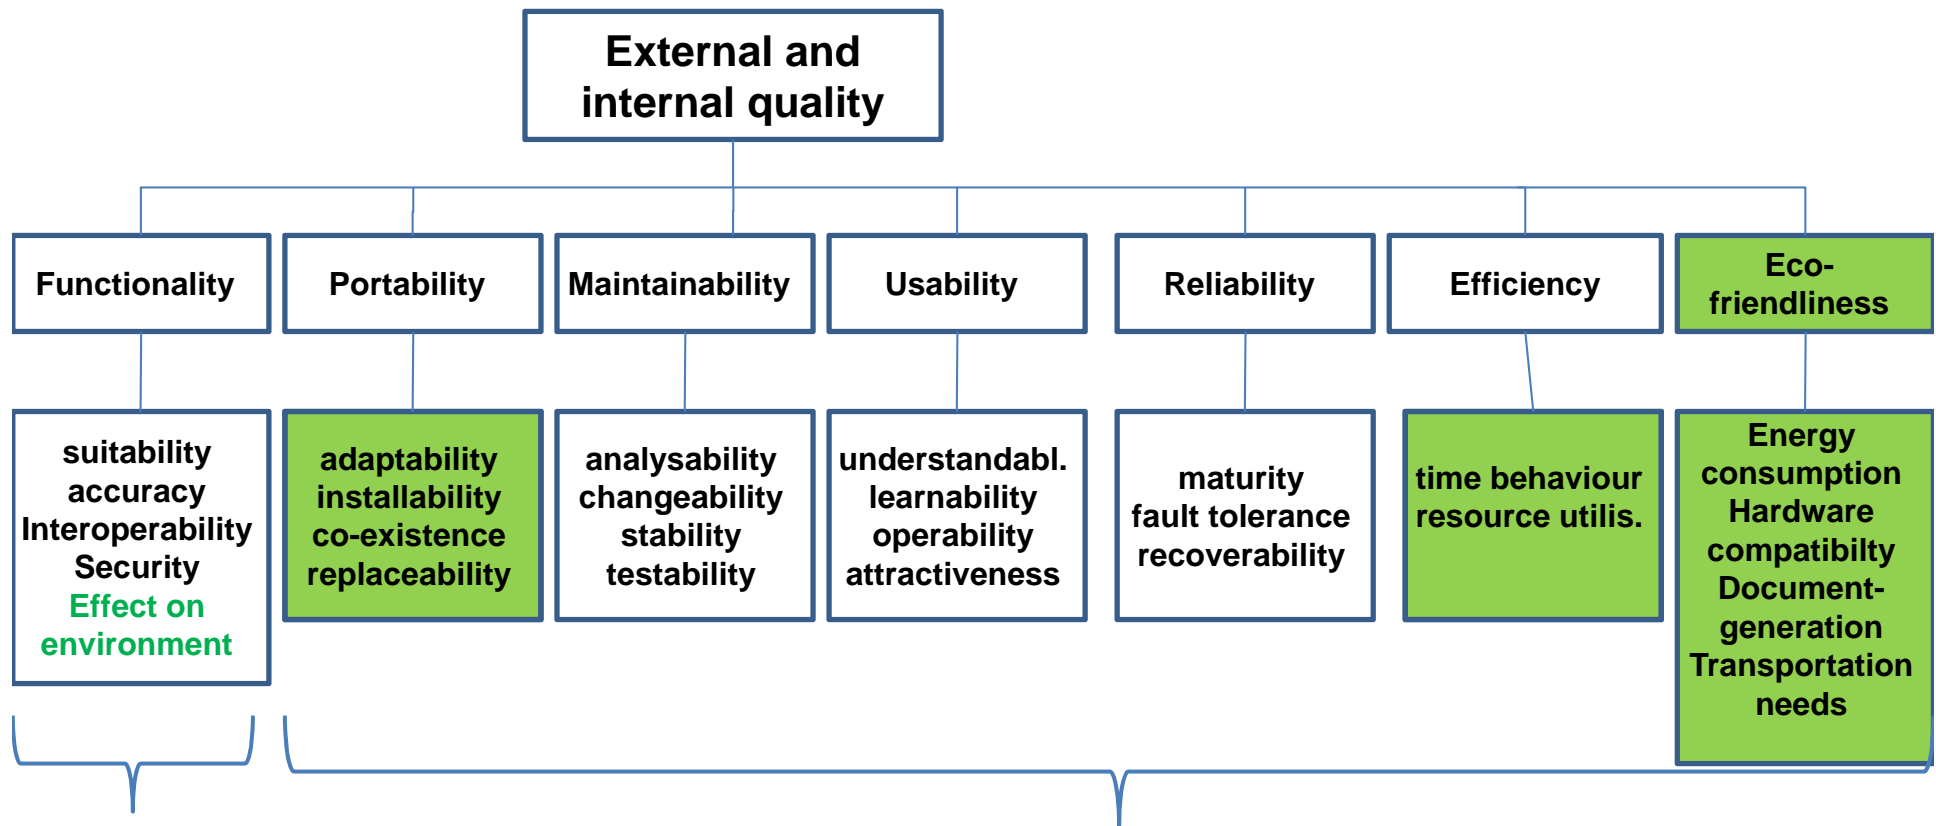 External and
internal quality
Functionality
Portability
Maintainability
Usability
Reliability
Efficiency
Eco-
friendliness
suitability
accuracy
Interoperability
Security
Effect on
environment
adaptability
installability
co-existence
replaceability
analysability
changeability
stability
testability
understandabl.
learnability
operability
attractiveness
maturity
fault tolerance
recoverability
time behaviour
resource utilis.
Energy
consumption
Hardware
compatibilty
Document-
generation
Transportation
needs